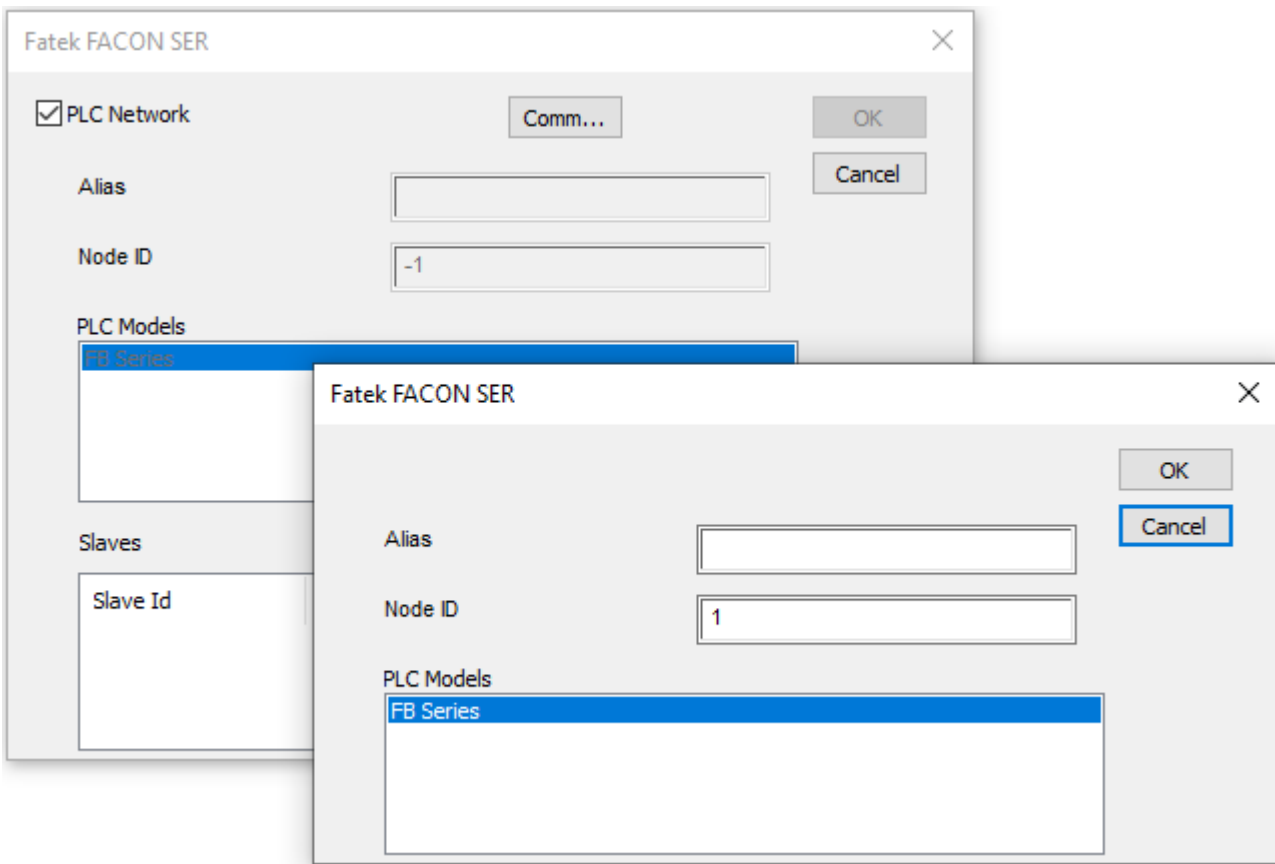 Fatek FACON SER
PLC Network
Comm...
OK
Alias
Cancel
Node ID
-1
PLC Models
FB Series
Slaves
Slave Id
Fatek FACON SER
OK
Alias
Cancel
Node ID
1
PLC Models
FB Series